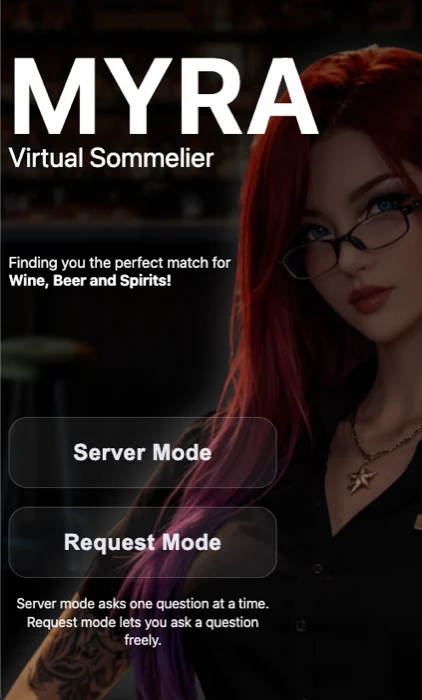 MYRA
Virtual Sommelier
Finding you the perfect match for
Wine, Beer and Spirits!
Server Mode
Request Mode
Server mode asks one question at a time.
Request mode lets you ask a question
freely.